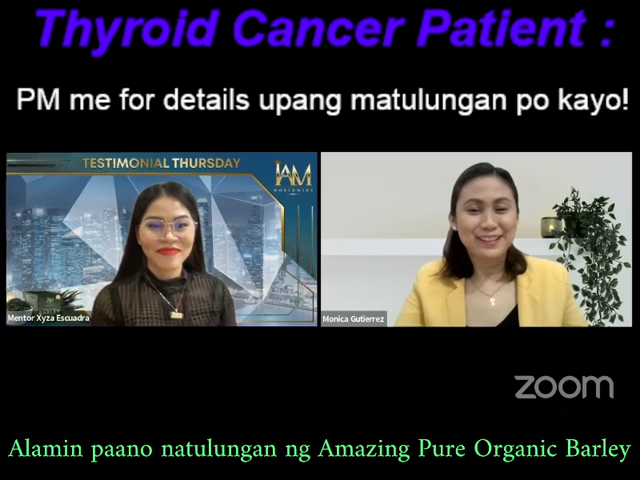 Thyroid Cancer Patient :
PM me for details upang matulungan po kayo!
TESTIMONIAL THURSDAY
IAM
WORLDWIDE
Mentor Xyza Escuadra
Monica Gutierrez
zoom
Alamin paano natulungan ng Amazing Pure Organic Barley